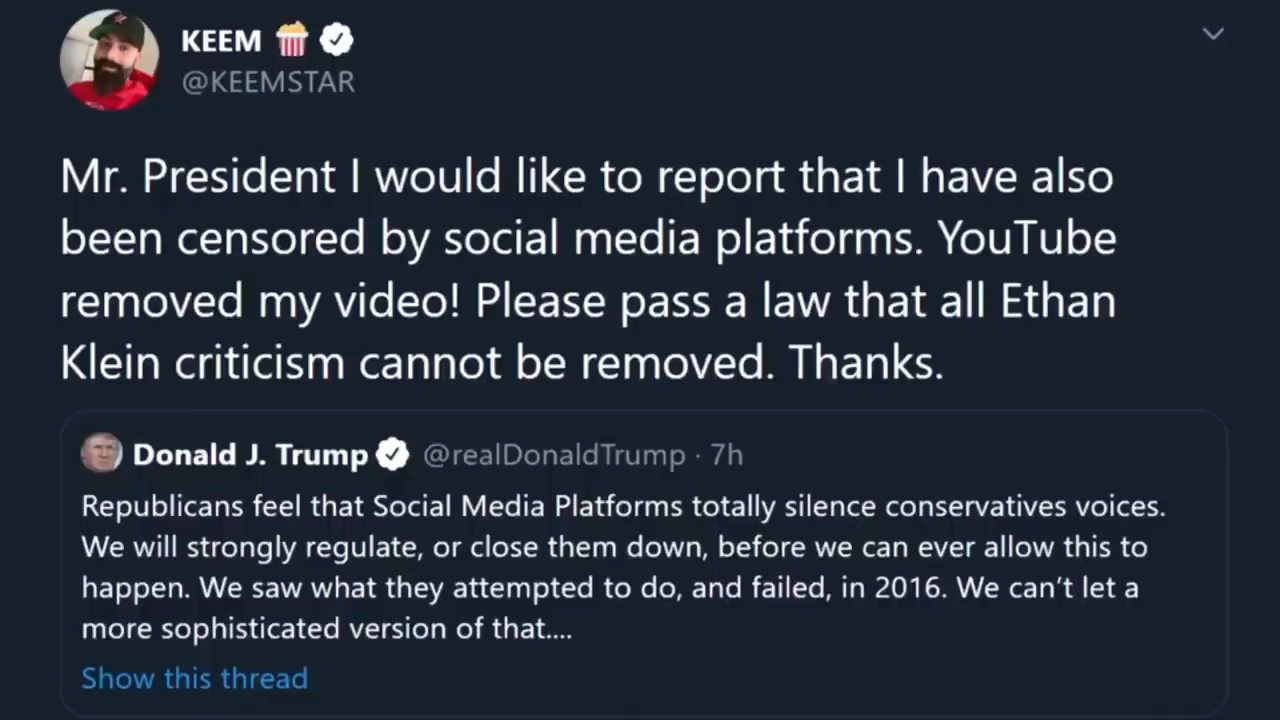 KEEM
@KEEMSTAR
Mr. President I would like to report that I have also
been censored by social media platforms. YouTube
removed my video! Please pass a law that all Ethan
Klein criticism cannot be removed. Thanks.
Donald J. Trump @realDonaldTrump · 7h
Republicans feel that Social Media Platforms totally silence conservatives voices.
We will strongly regulate, or close them down, before we can ever allow this to
happen. We saw what they attempted to do, and failed, in 2016. We can’t let a
more sophisticated version of that....
Show this thread